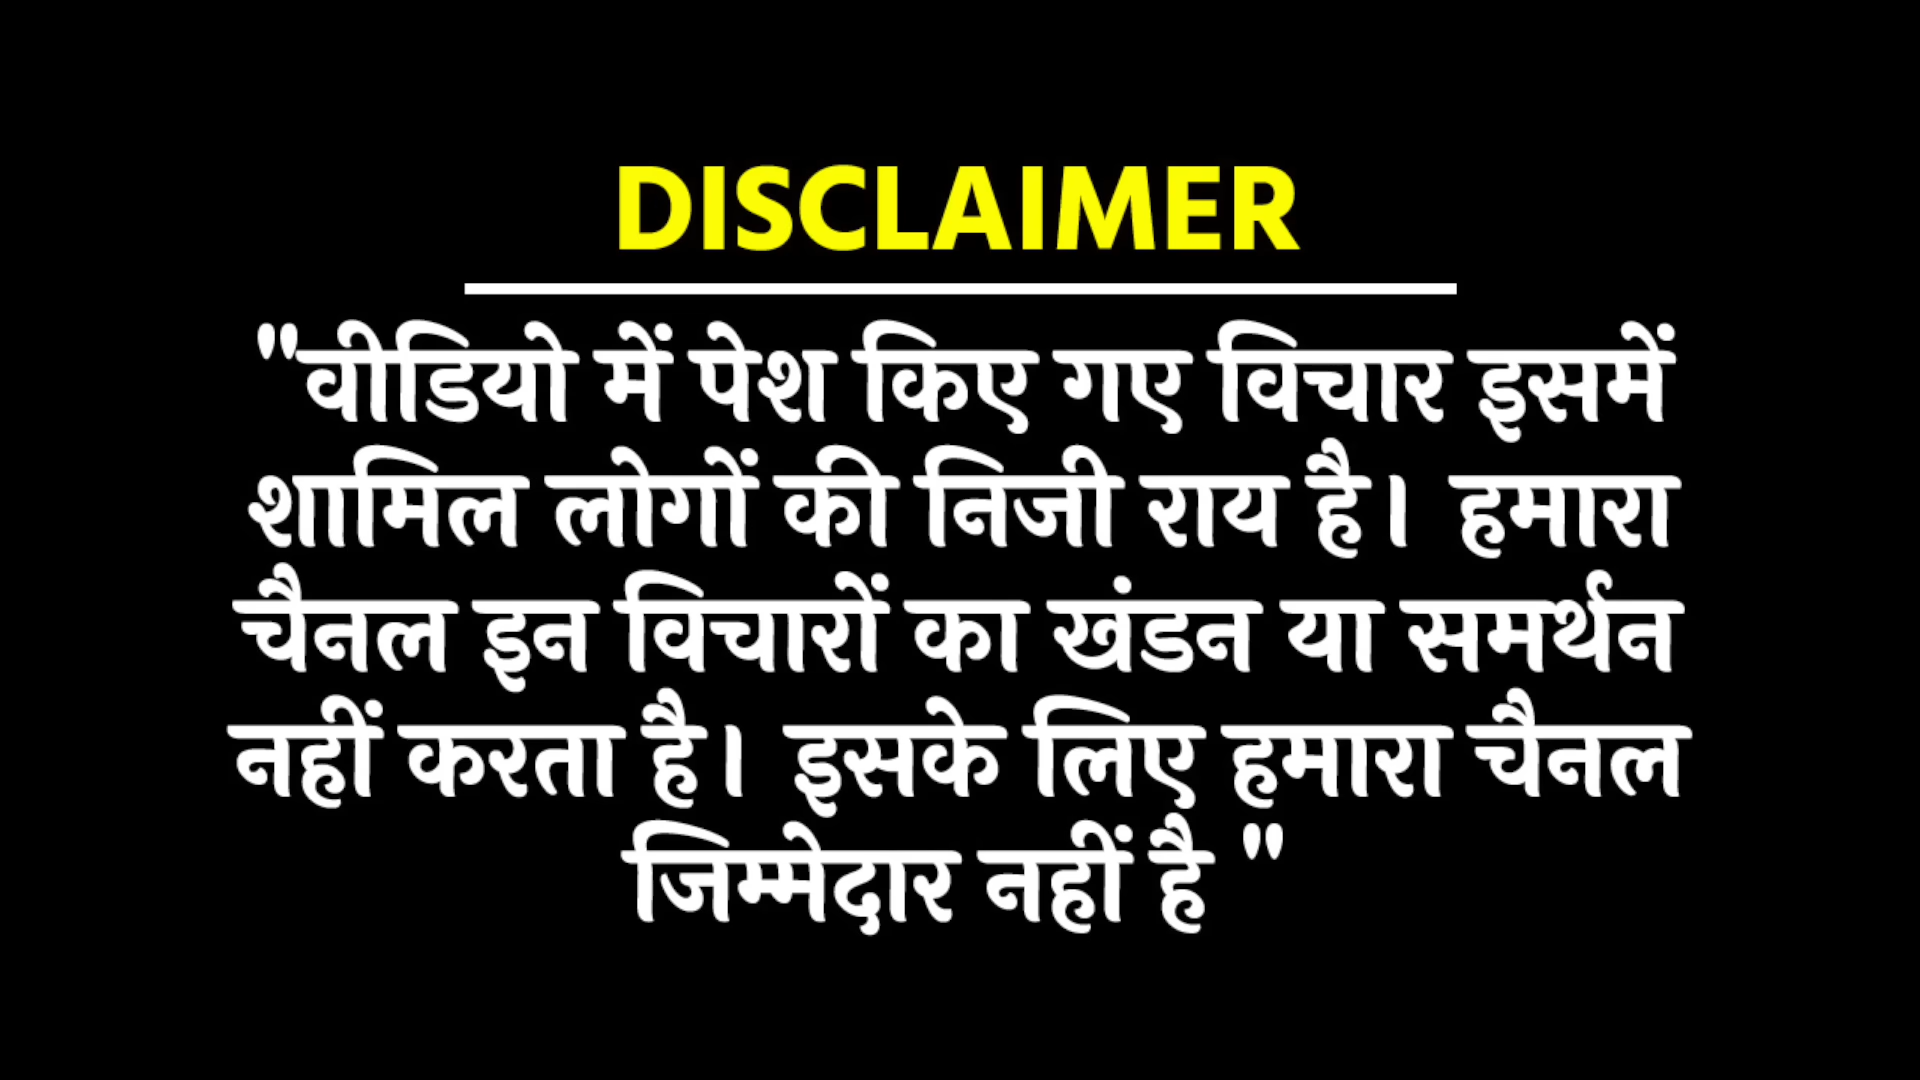 DISCLAIMER
"वीडियो में पेश किए गए विचार इसमें
शामिल लोगों की निजी राय है। हमारा
चैनल इन विचारों का खंडन या समर्थन
नहीं करता है। इसके लिए हमारा चैनल
जिम्मेदार नहीं है "